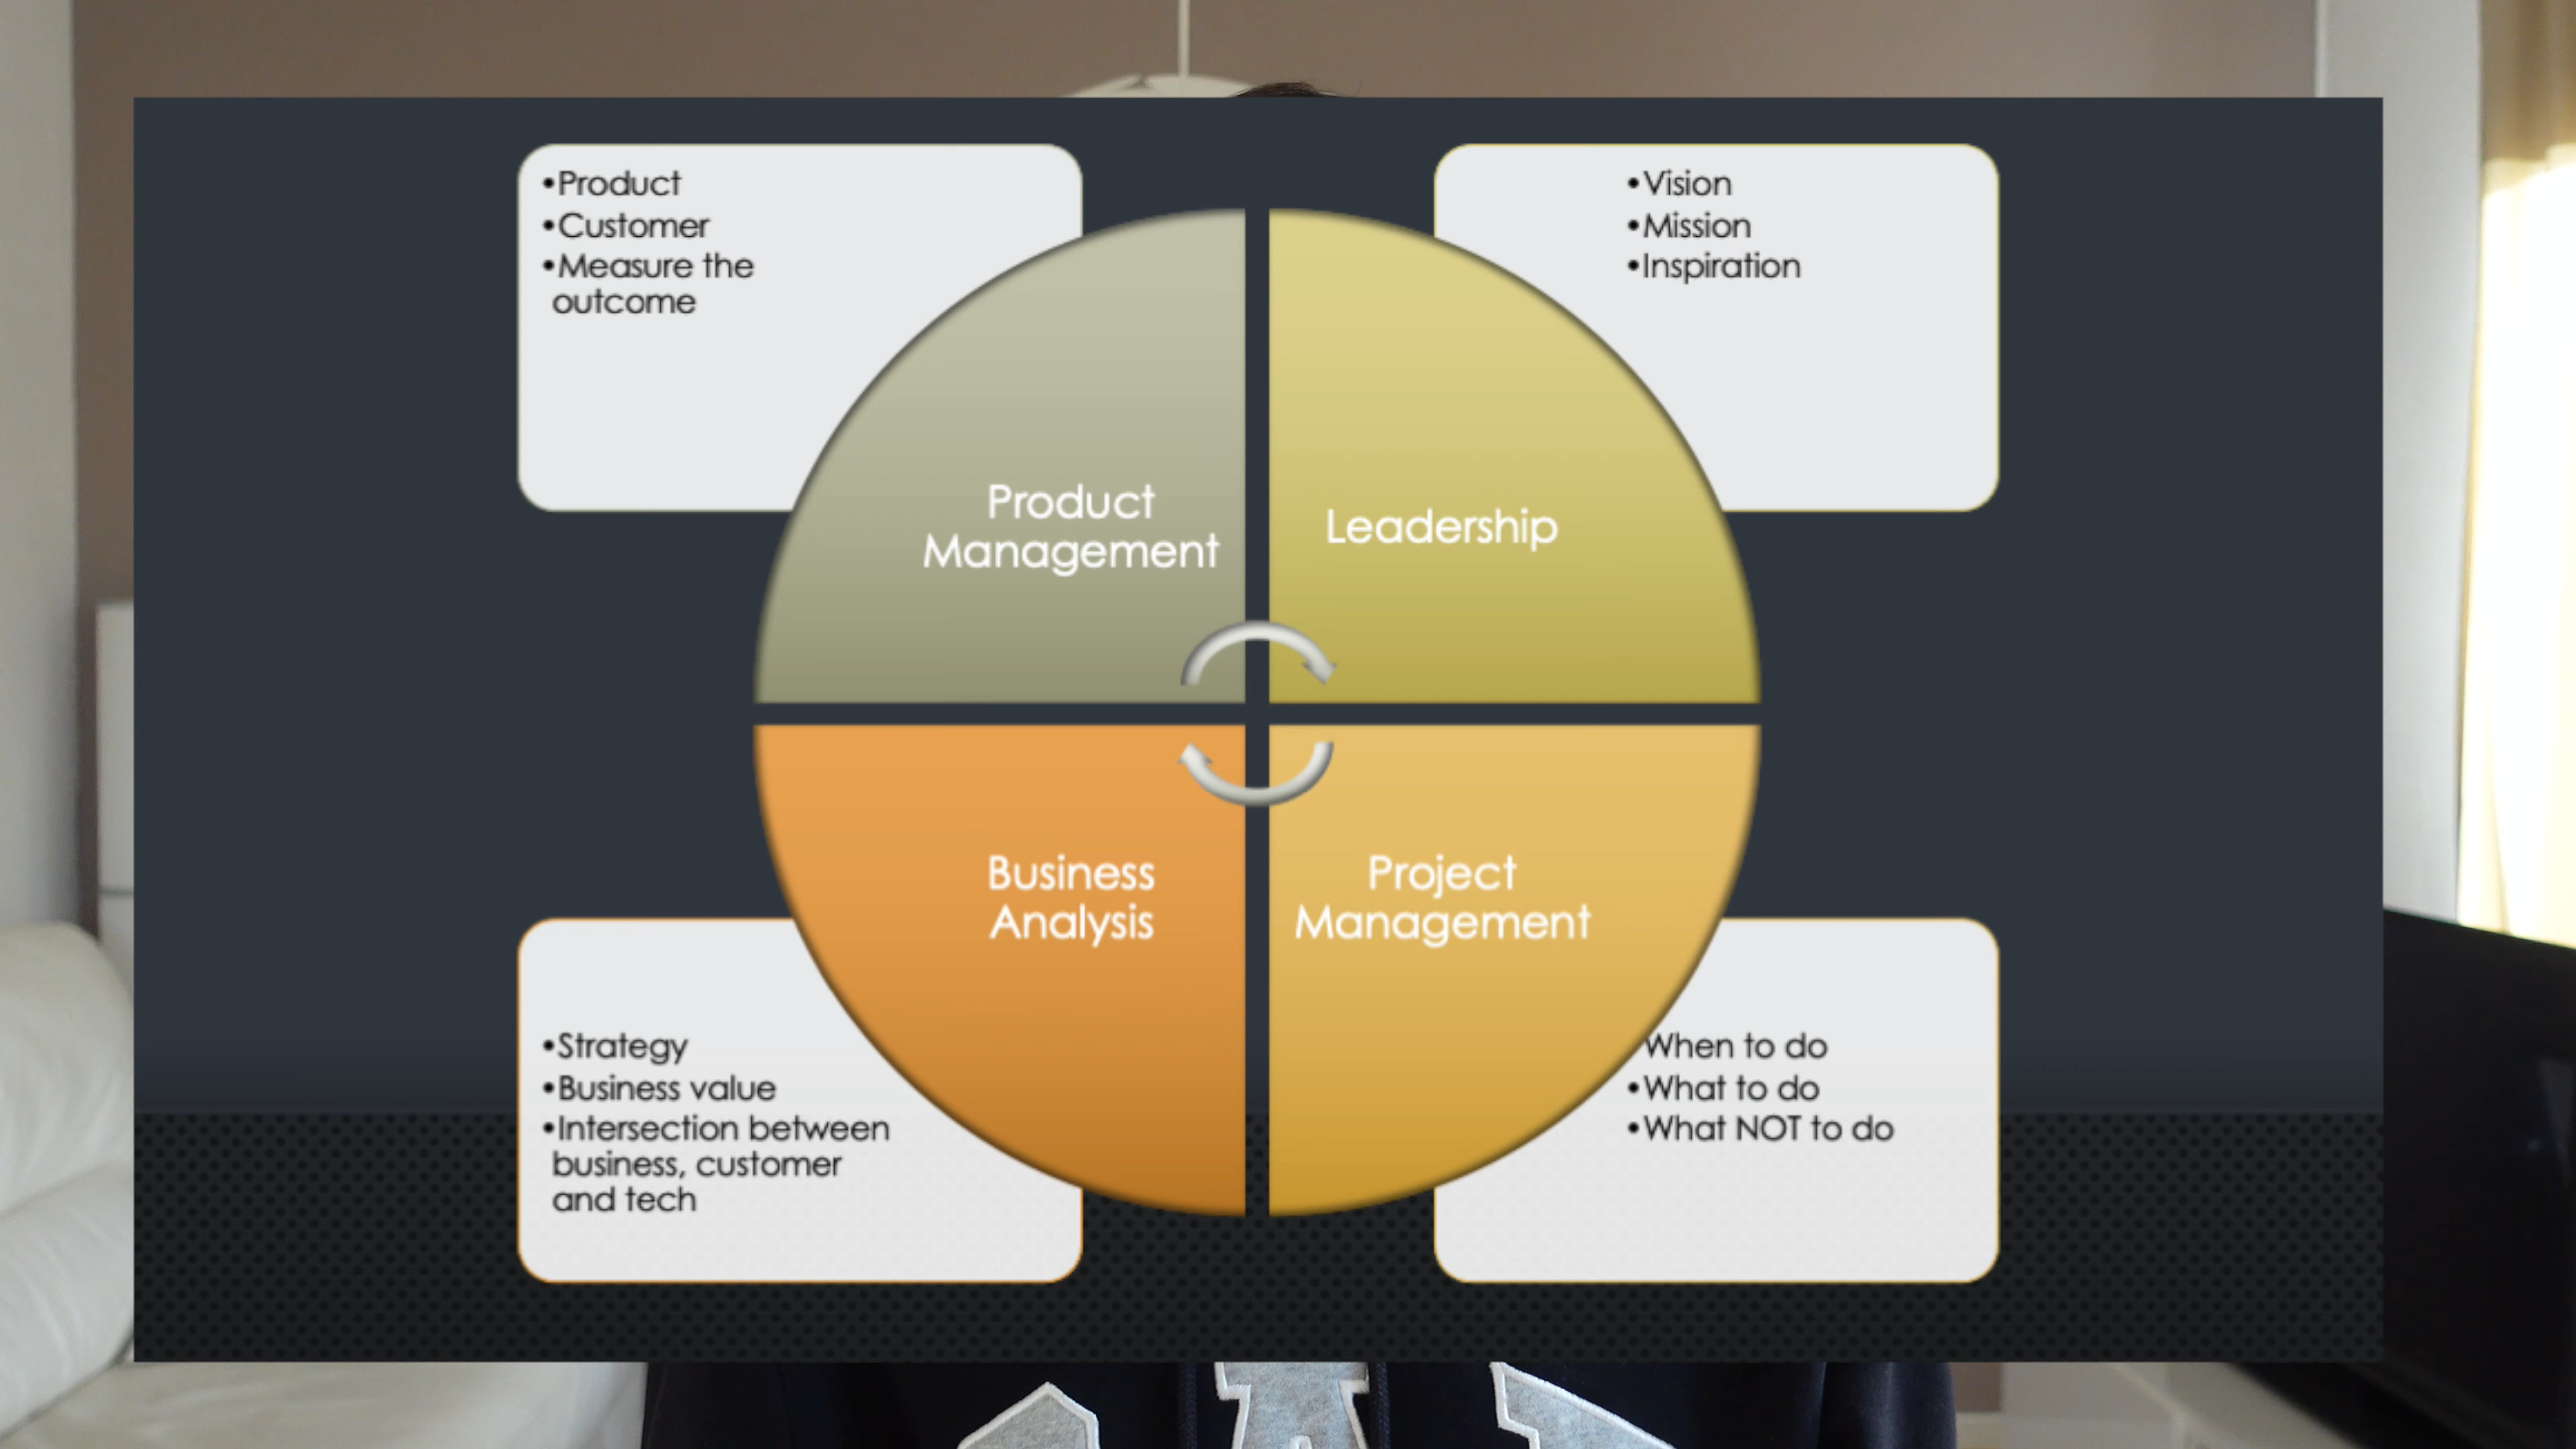 •Product
•Customer
•Measure the
outcome
•Vision
•Mission
•Inspiration
Product
Management
Leadership
Business
Analysis
Project
Management
•Strategy
•Business value
•Intersection between
business, customer
and tech
When to do
•What to do
•What NOT to do